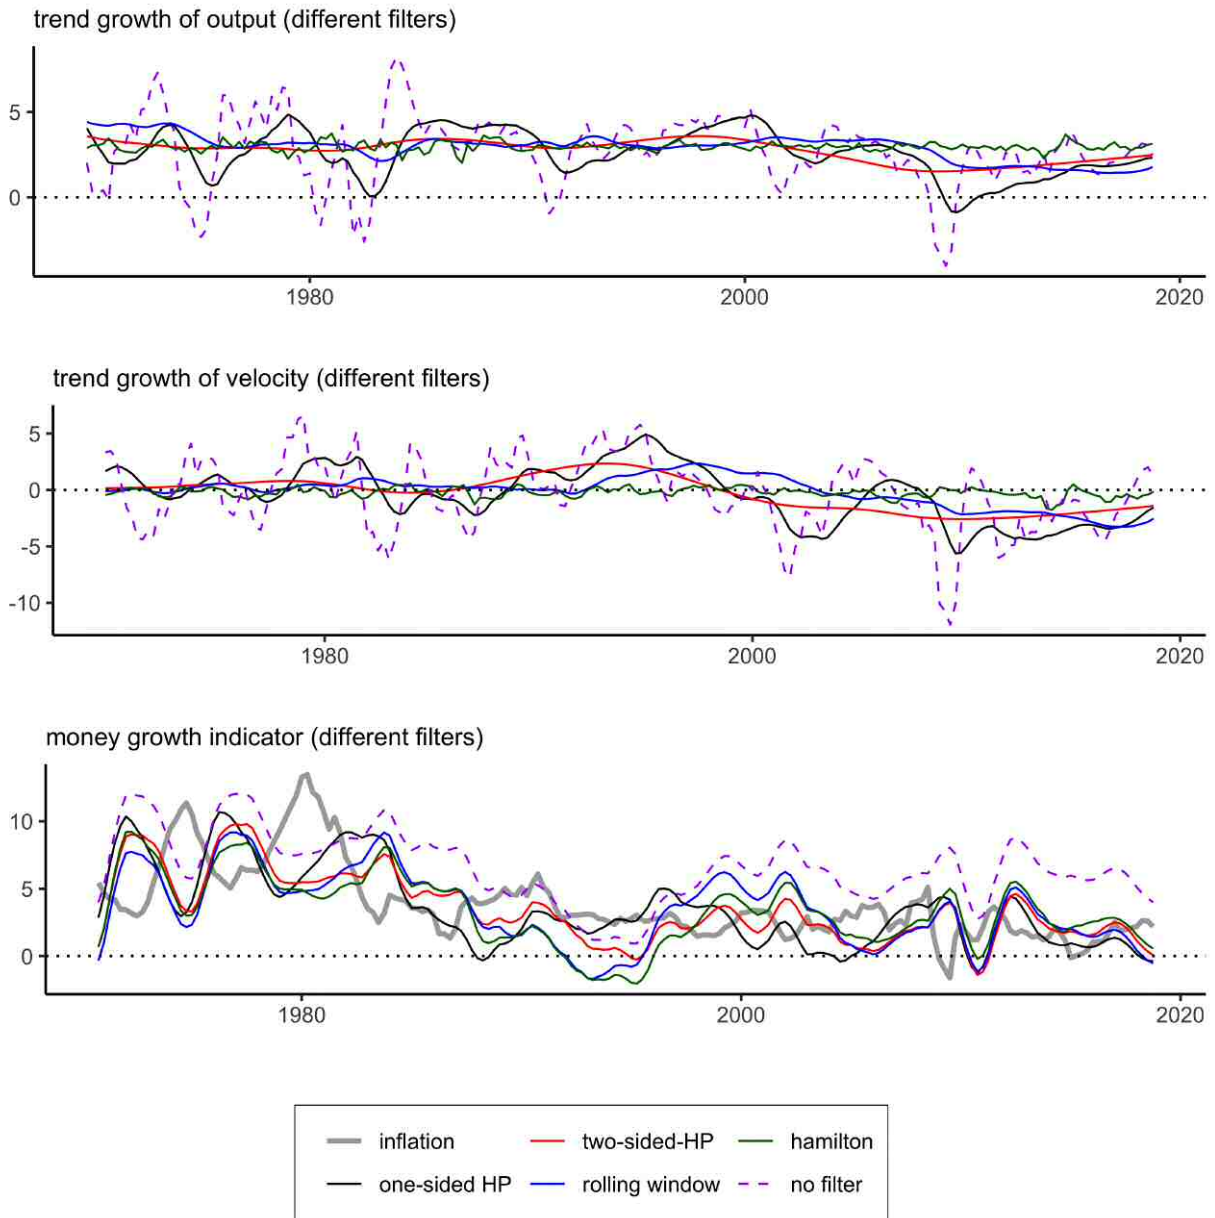 trend growth of output (different filters)
5
0
1980 2000 2020
trend growth of velocity (different filters)
5
0
-5
-10
1980 2000 2020
money growth indicator (different filters)
10
5
0
1980 2000 2020
inflation two-sided-HP hamilton
one-sided HP rolling window no filter